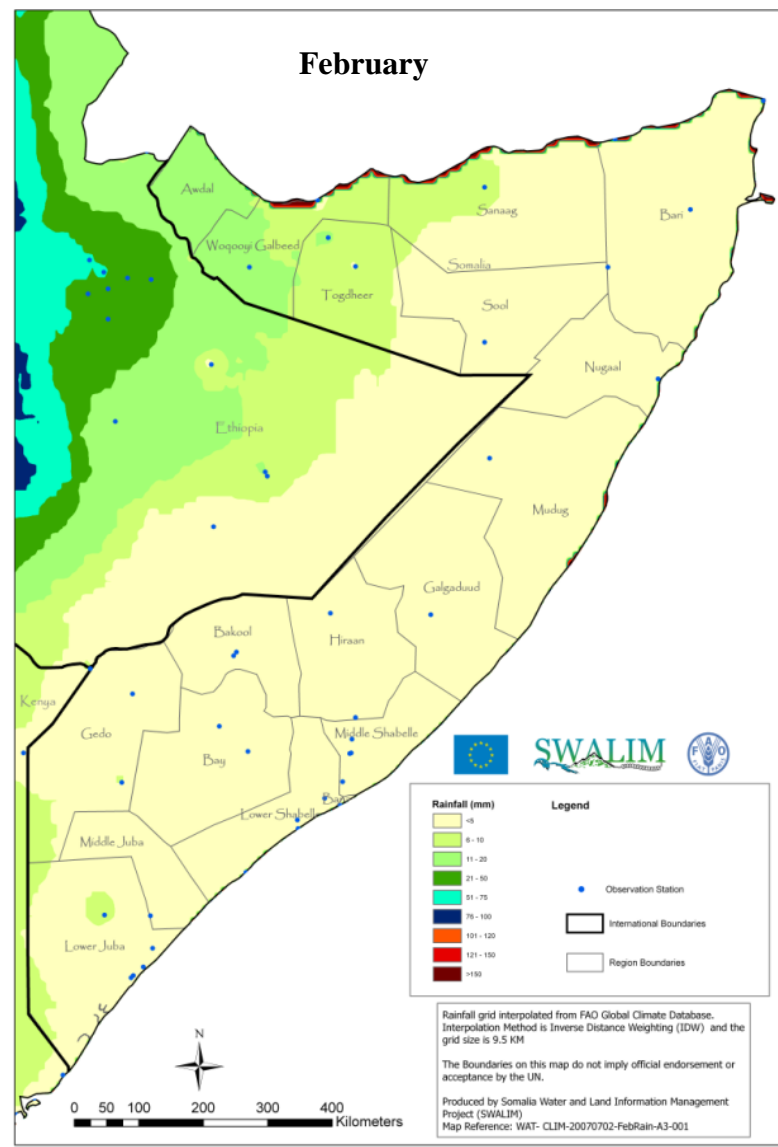 February
Awdal
Sanaag
Bari
Woqooyi Galbeed
Somalia
Togdheer
Sool
Nugaal
Ethiopia
Mudug
Galgaduud
Bakool
Hiraan
Kenya
Gedo
Middle Shabelle
Bay
SWALIM
FAO
FIAT PANIS
Lower Shabelle
Middle Juba
Lower Juba
Rainfall (mm)
Legend
<5
6 - 10
11 - 20
21 - 50
51 - 75
76 - 100
101 - 120
121 - 150
>150
Observation Station
International Boundaries
Region Boundaries
Rainfall grid interpolated from FAO Global Climate Database.
Interpolation Method is Inverse Distance Weighting (IDW) and the
grid size is 9.5 KM
The Boundaries on this map do not imply official endorsement or
acceptance by the UN.
Produced by Somalia Water and Land Information Management
Project (SWALIM)
Map Reference: WAT- CLIM-20070702-FebRain-A3-001
N
0 50 100 200 300 400
Kilometers